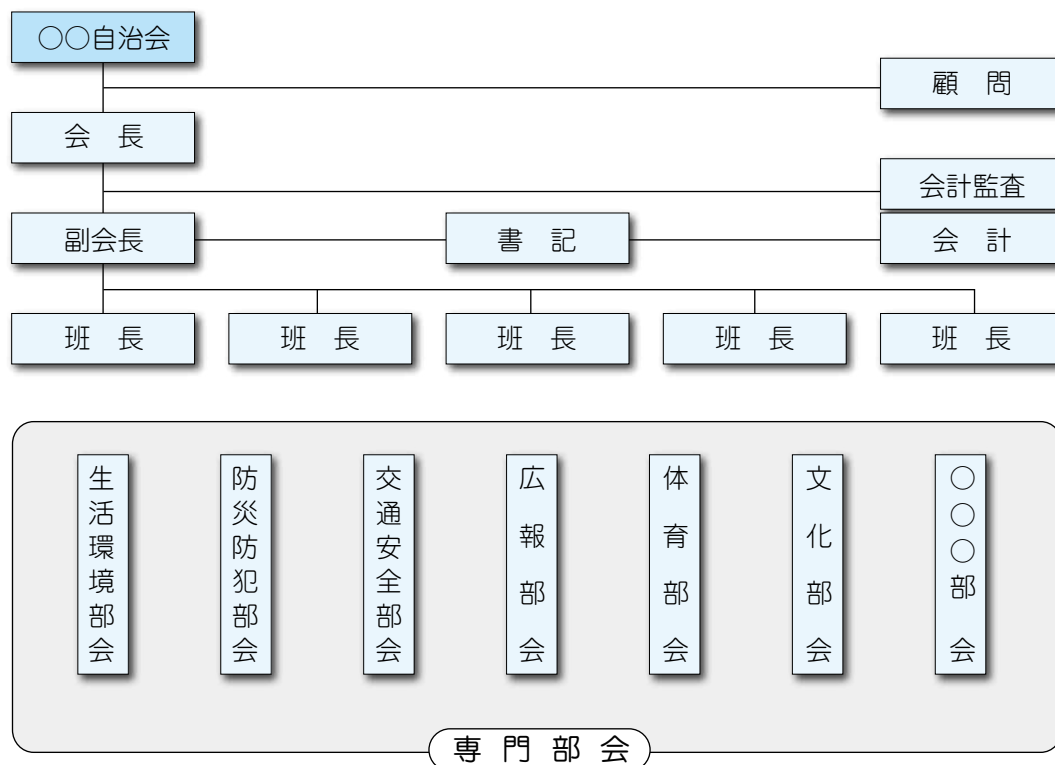 ○○自治会
顧　問
会　長
会計監査
副会長
書　記
会　計
班　長
班　長
班　長
班　長
班　長
生活環境部会
防災防犯部会
交通安全部会
広報部会
体育部会
文化部会
○○○部会
専門部会